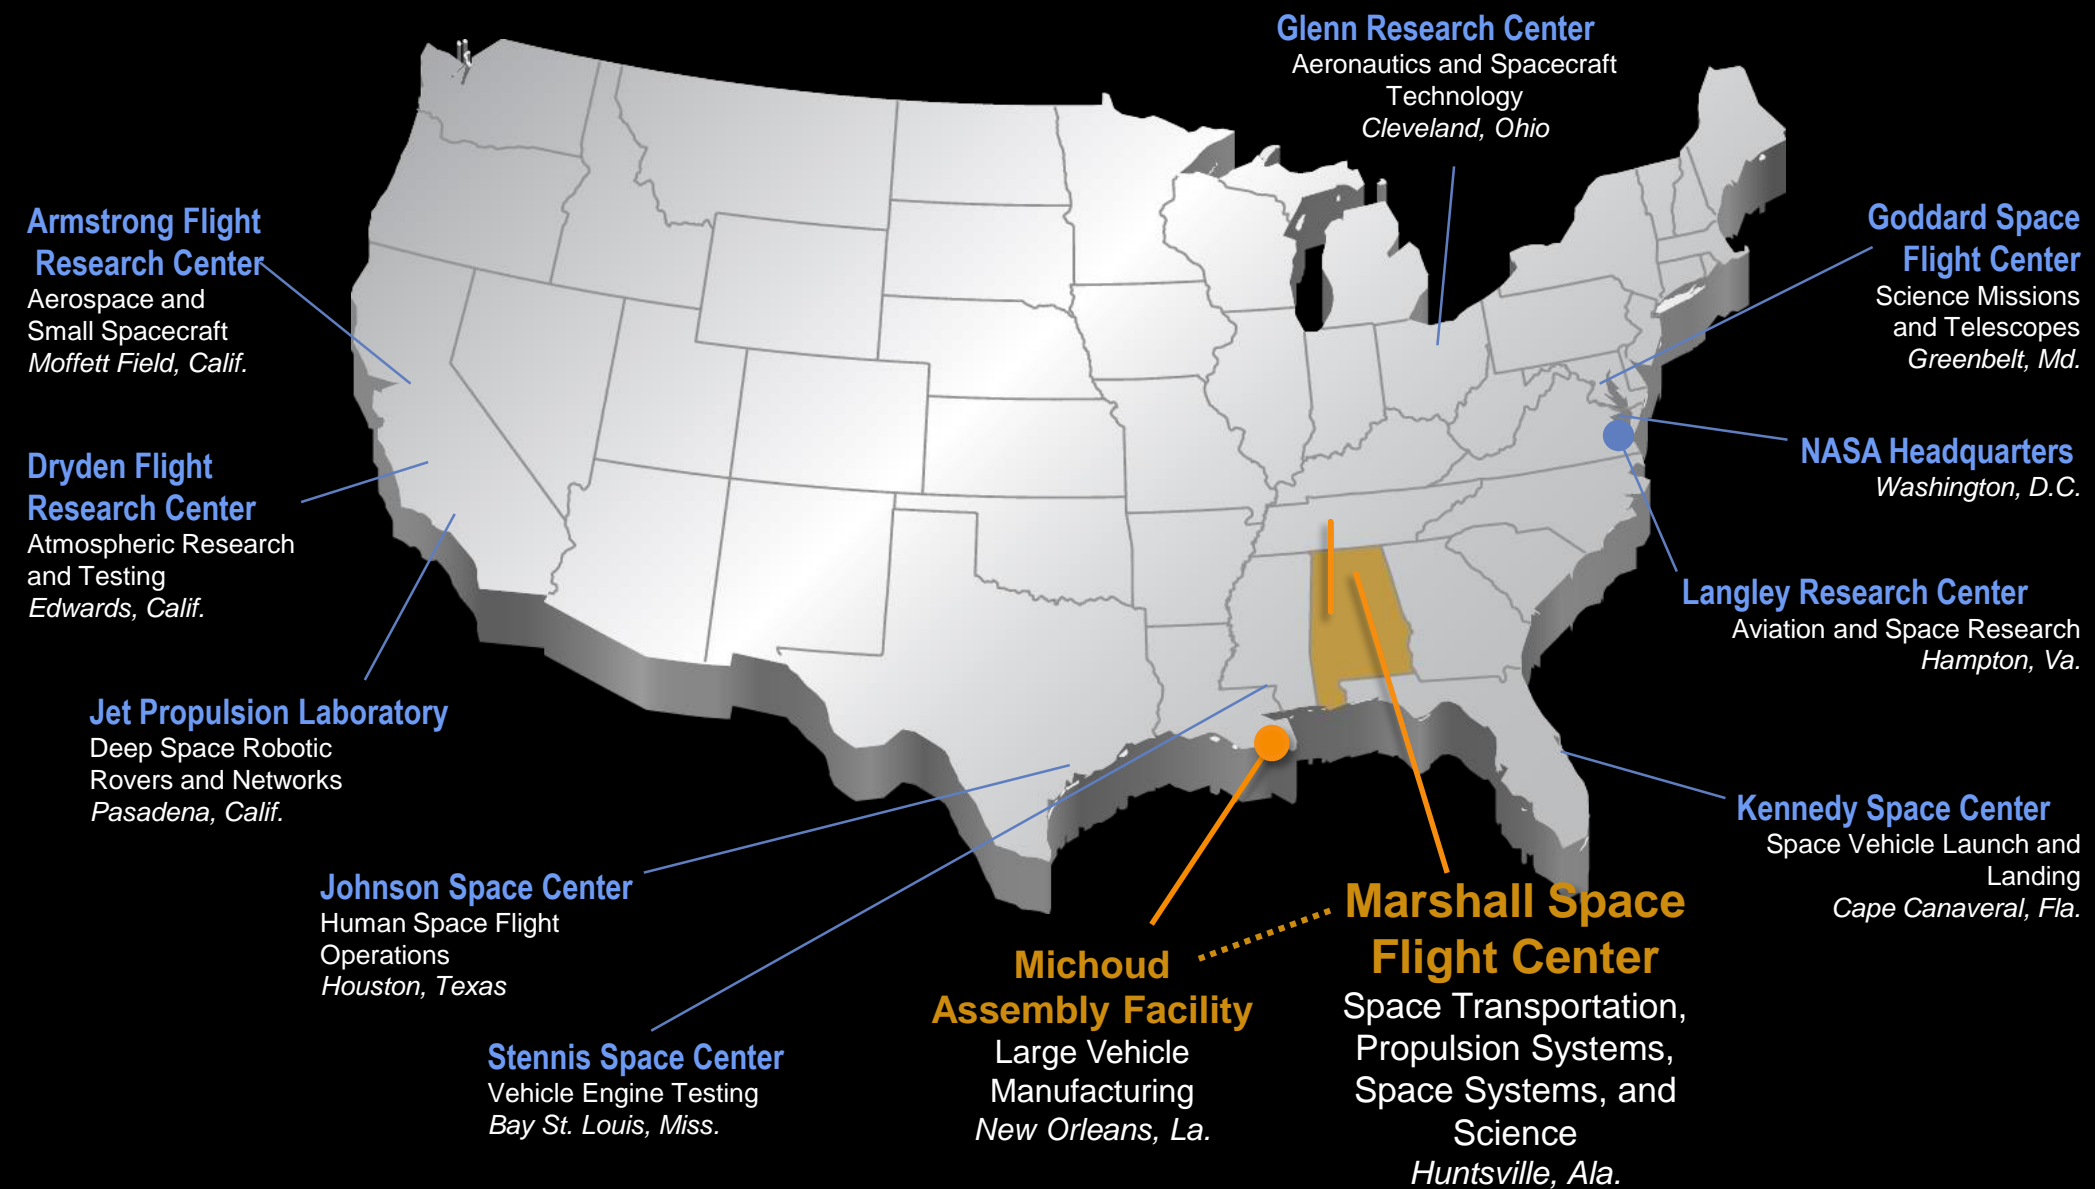 Glenn Research Center
Aeronautics and Spacecraft
Technology
Cleveland, Ohio
Armstrong Flight
Research Center
Aerospace and
Small Spacecraft
Moffett Field, Calif.
Goddard Space
Flight Center
Science Missions
and Telescopes
Greenbelt, Md.
Dryden Flight
Research Center
Atmospheric Research
and Testing
Edwards, Calif.
NASA Headquarters
Washington, D.C.
Langley Research Center
Aviation and Space Research
Hampton, Va.
Jet Propulsion Laboratory
Deep Space Robotic
Rovers and Networks
Pasadena, Calif.
Kennedy Space Center
Space Vehicle Launch and
Landing
Cape Canaveral, Fla.
Johnson Space Center
Human Space Flight
Operations
Houston, Texas
Stennis Space Center
Vehicle Engine Testing
Bay St. Louis, Miss.
Michoud
Assembly Facility
Large Vehicle
Manufacturing
New Orleans, La.
Marshall Space
Flight Center
Space Transportation,
Propulsion Systems,
Space Systems, and
Science
Huntsville, Ala.